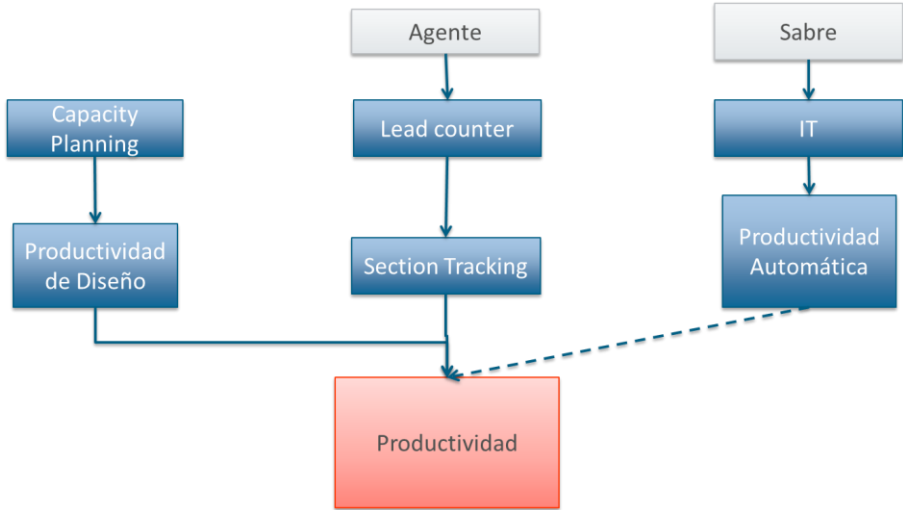 Agente
Sabre
Capacity
Planning
Lead counter
IT
Productividad
de Diseño
Section Tracking
Productividad
Automática
Productividad